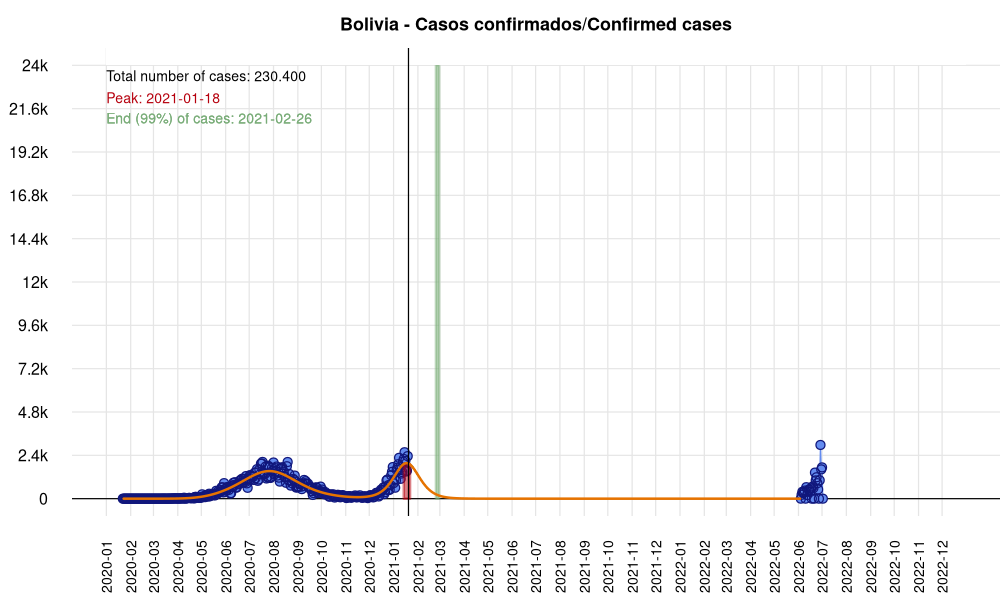 Bolivia - Casos confirmados/Confirmed cases
Total number of cases: 230.400
Peak: 2021-01-18
End (99%) of cases: 2021-02-26
24k
21.6k
19.2k
16.8k
14.4k
12k
9.6k
7.2k
4.8k
2.4k
0
2020-01
2020-02
2020-03
2020-04
2020-05
2020-06
2020-07
2020-08
2020-09
2020-10
2020-11
2020-12
2021-01
2021-02
2021-03
2021-04
2021-05
2021-06
2021-07
2021-08
2021-09
2021-10
2021-11
2021-12
2022-01
2022-02
2022-03
2022-04
2022-05
2022-06
2022-07
2022-08
2022-09
2022-10
2022-11
2022-12